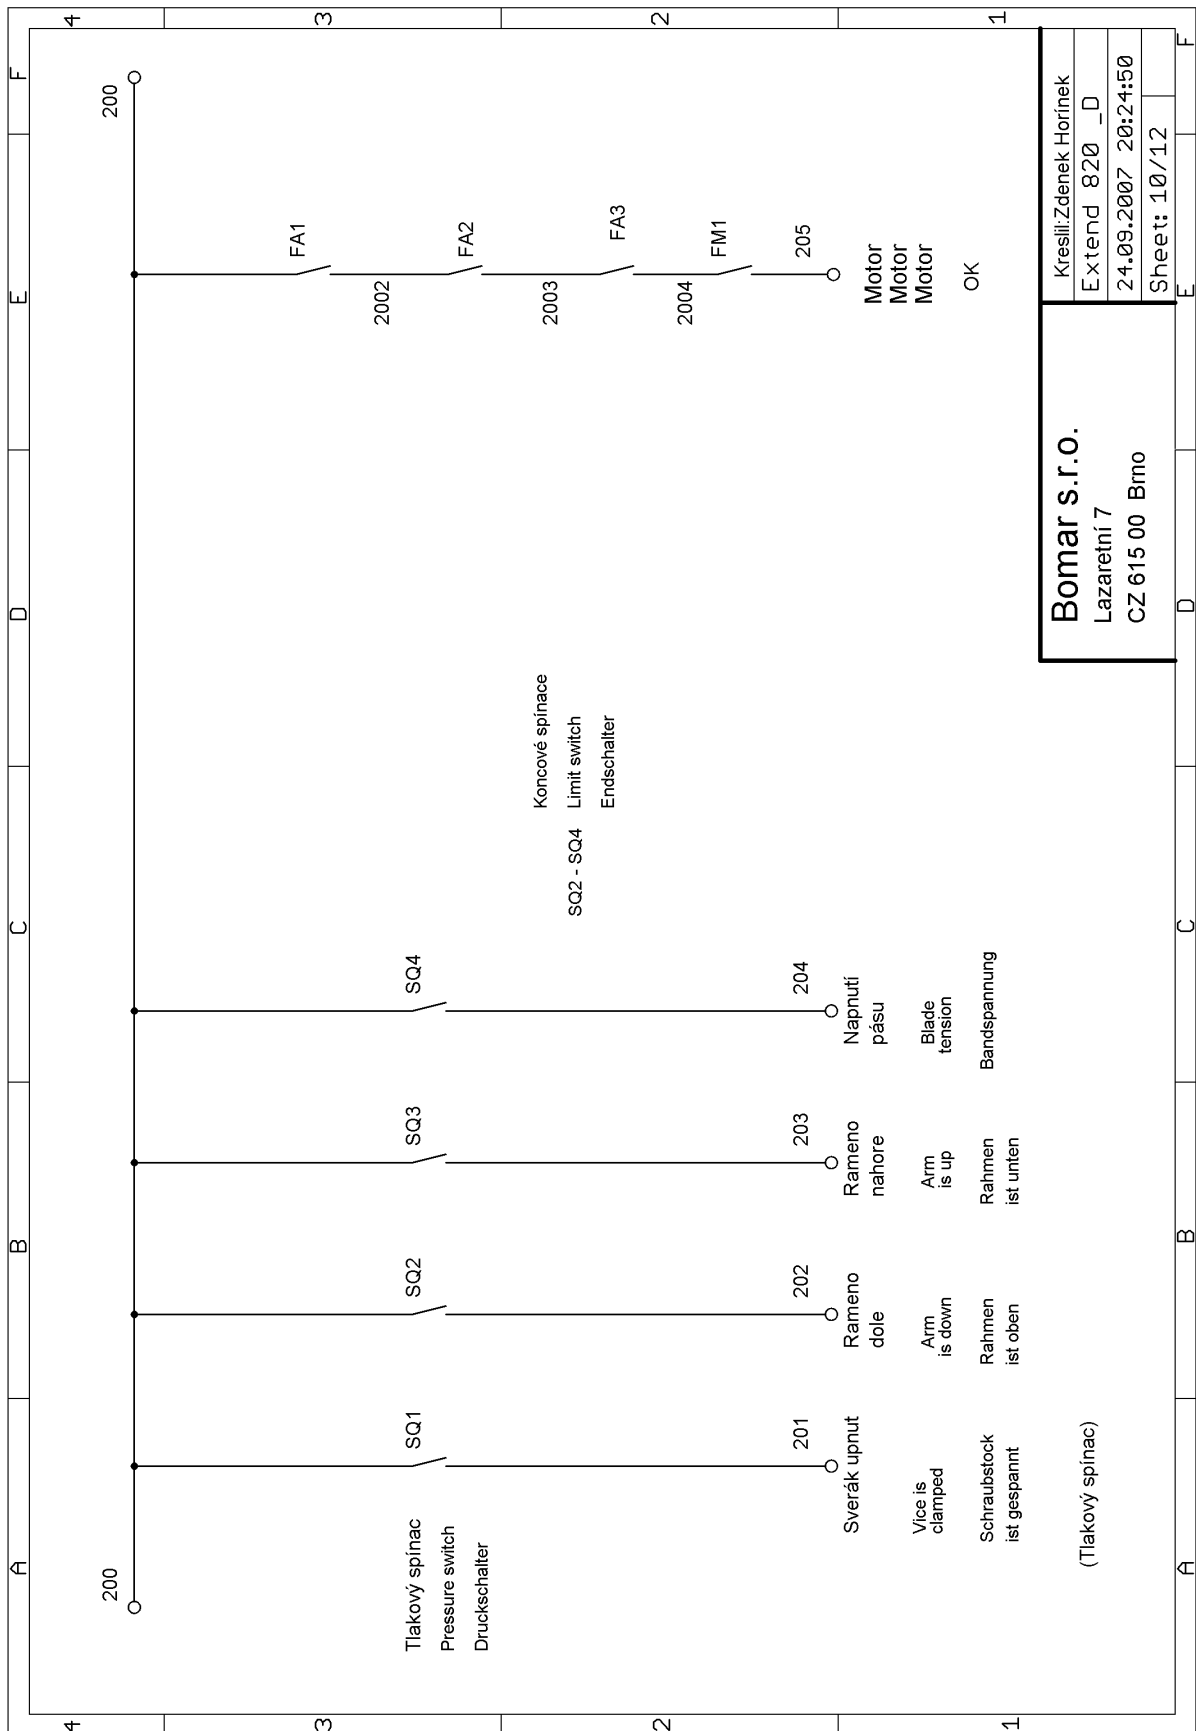 A
B
C
D
E
F
4
3
2
1
200
200
SQ1
SQ2
SQ3
SQ4
FA1
2002
FA2
2003
FA3
2004
FM1
Tlakový spínac
Pressure switch
Druckschalter
SQ2 - SQ4
Koncové spínace
Limit switch
Endschalter
201
202
203
204
205
Sverák upnut
Vice is
clamped
Schraubstock
ist gespannt
(Tlakový spínac)
Rameno
dole
Arm
is down
Rahmen
ist oben
Rameno
nahore
Arm
is up
Rahmen
ist unten
Napnutí
pásu
Blade
tension
Bandspannung
Motor
Motor
Motor
OK
Bomar s.r.o.
Lazaretní 7
CZ 615 00 Brno
Kreslil:Zdenek Horínek
Extend 820 _D
24.09.2007 20:24:50
Sheet: 10/12
4
3
2
1
A
B
C
D
E
F